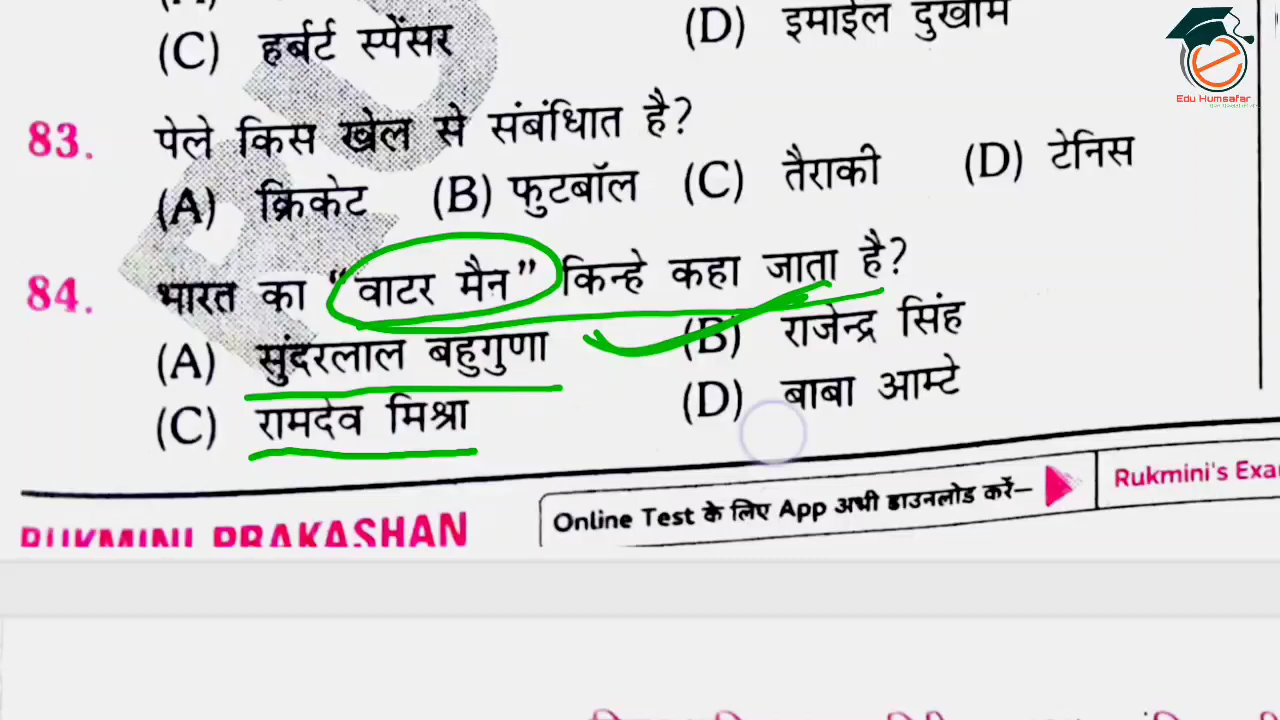 (C) हर्बर्ट स्पेंसर (D) इमाईल दुर्खाम
Edu Humsafar
83. पेले किस खेल से संबंधित है?
(A) क्रिकेट (B) फुटबॉल (C) तैराकी (D) टेनिस
84. भारत का “वाटर मैन” किन्हे कहा जाता है?
(A) सुंदरलाल बहुगुणा (B) राजेन्द्र सिंह
(C) रामदेव मिश्रा (D) बाबा आम्टे
RUKMINI PRAKASHAN
Online Test के लिए App अभी डाउनलोड करें–
Rukmini's Exa